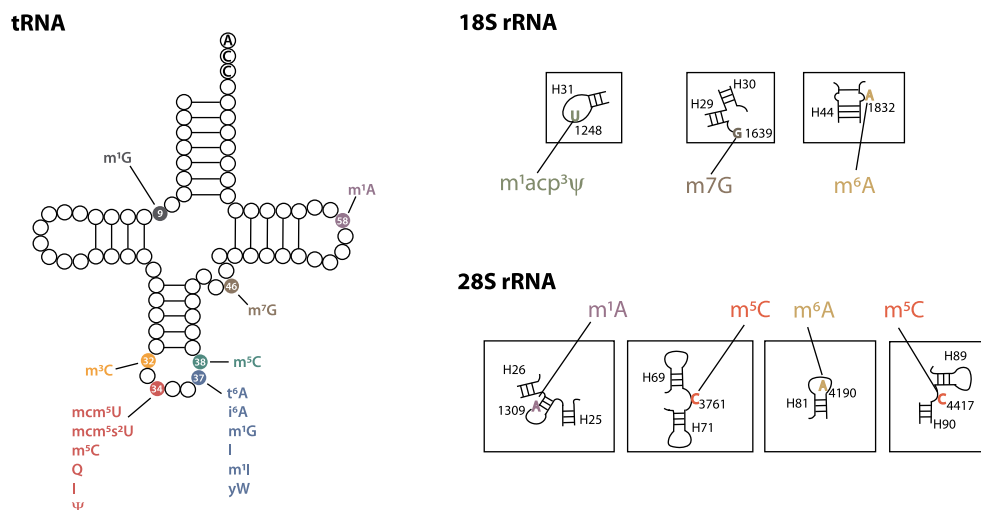 tRNA
A
C
C
m¹G
9
m¹A
58
46
m⁷G
32
m³C
38
m⁵C
34
37
mcm⁵U
mcm⁵s²U
m⁵C
Q
I
Ψ
t⁶A
i⁶A
m¹G
I
m¹I
yW
18S rRNA
H31
U
1248
m¹acp³ψ
H30
H29
G 1639
m7G
A
H44
1832
m⁶A
28S rRNA
m¹A
m⁵C
m⁶A
m⁵C
H26
1309
A
H25
H69
C
3761
H71
A
4190
H81
H89
C
4417
H90